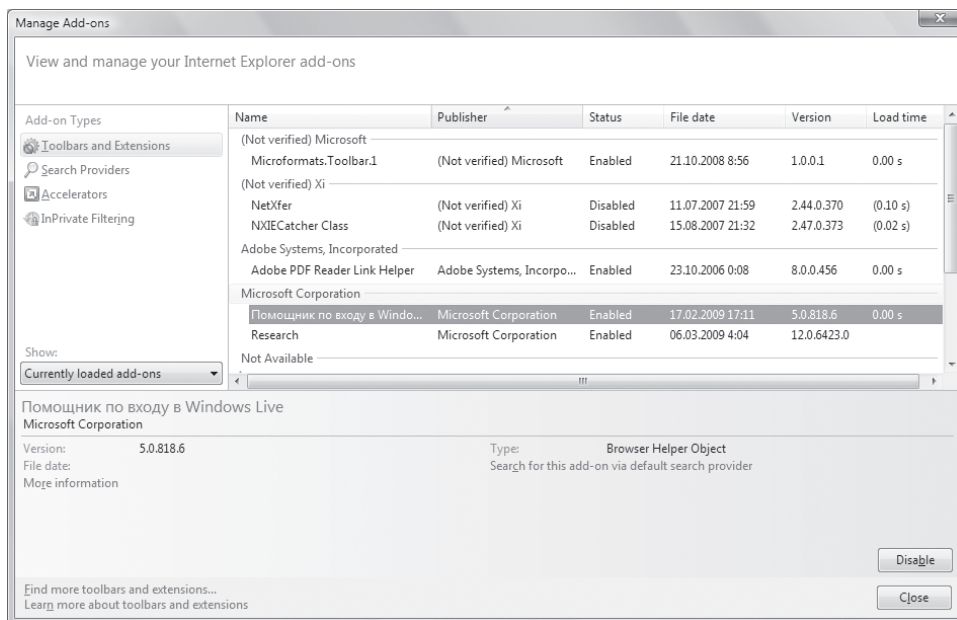 Manage Add-ons
View and manage your Internet Explorer add-ons
Add-on Types
Toolbars and Extensions
Search Providers
Accelerators
InPrivate Filtering
Show:
Currently loaded add-ons
Name Publisher Status File date Version Load time
(Not verified) Microsoft
Microformats.Toolbar.1 (Not verified) Microsoft Enabled 21.10.2008 8:56 1.0.0.1 0.00 s
(Not verified) Xi
NetXfer (Not verified) Xi Disabled 11.07.2007 21:59 2.44.0.370 (0.10 s)
NXIECatcher Class (Not verified) Xi Disabled 15.08.2007 21:32 2.47.0.373 (0.02 s)
Adobe Systems, Incorporated
Adobe PDF Reader Link Helper Adobe Systems, Incorpo... Enabled 23.10.2006 0:08 8.0.0.456 0.00 s
Microsoft Corporation
Помощник по входу в Windo... Microsoft Corporation Enabled 17.02.2009 17:11 5.0.818.6 0.00 s
Research Microsoft Corporation Enabled 06.03.2009 4:04 12.0.6423.0
Not Available
Помощник по входу в Windows Live
Microsoft Corporation
Version: 5.0.818.6 Type: Browser Helper Object
File date: Search for this add-on via default search provider
More information
Disable
Find more toolbars and extensions...
Learn more about toolbars and extensions
Close